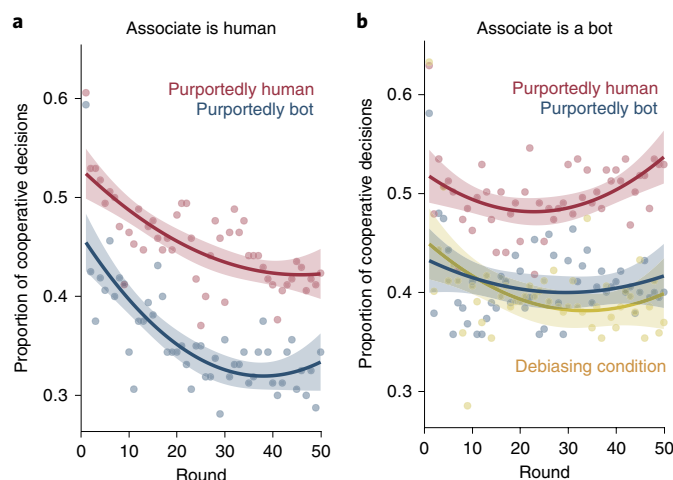 a
Associate is human
Purportedly human
Purportedly bot
Proportion of cooperative decisions
0.6
0.5
0.4
0.3
0
10
20
30
40
50
Round
b
Associate is a bot
Purportedly human
Purportedly bot
Debiasing condition
Proportion of cooperative decisions
0.6
0.5
0.4
0.3
0
10
20
30
40
50
Round